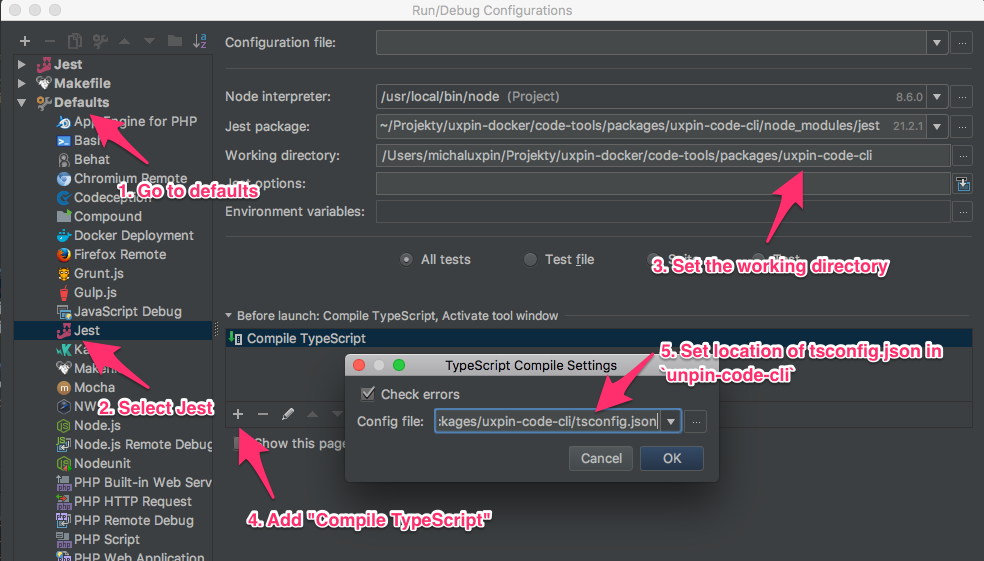 Run/Debug Configurations
Configuration file:
Jest
Makefile
Defaults
Node interpreter: /usr/local/bin/node (Project) 8.6.0
App Engine for PHP
Jest package: ~/Projekty/uxpin-docker/code-tools/packages/uxpin-code-cli/node_modules/jest 21.2.1
Bash
Working directory: /Users/michaluxpin/Projekty/uxpin-docker/code-tools/packages/uxpin-code-cli
Behat
Chromium Remote
Jest options:
1. Go to defaults
Codeception
Environment variables:
Compound
Docker Deployment
Firefox Remote
All tests
Test file
3. Set the working directory
Grunt.js
Gulp.js
JavaScript Debug
Before launch: Compile TypeScript, Activate tool window
Jest
Compile TypeScript
5. Set location of tsconfig.json in
`unpin-code-cli`
TypeScript Compile Settings
Mocha
Check errors
2. Select Jest
Node.js
Config file: :kages/uxpin-code-cli/tsconfig.json
Node.js Remote Debug
Show this page
Nodeunit
Cancel
OK
PHP Built-in Web Serv
PHP HTTP Request
PHP Remote Debug
4. Add "Compile TypeScript"
PHP Script
PHP Web Application